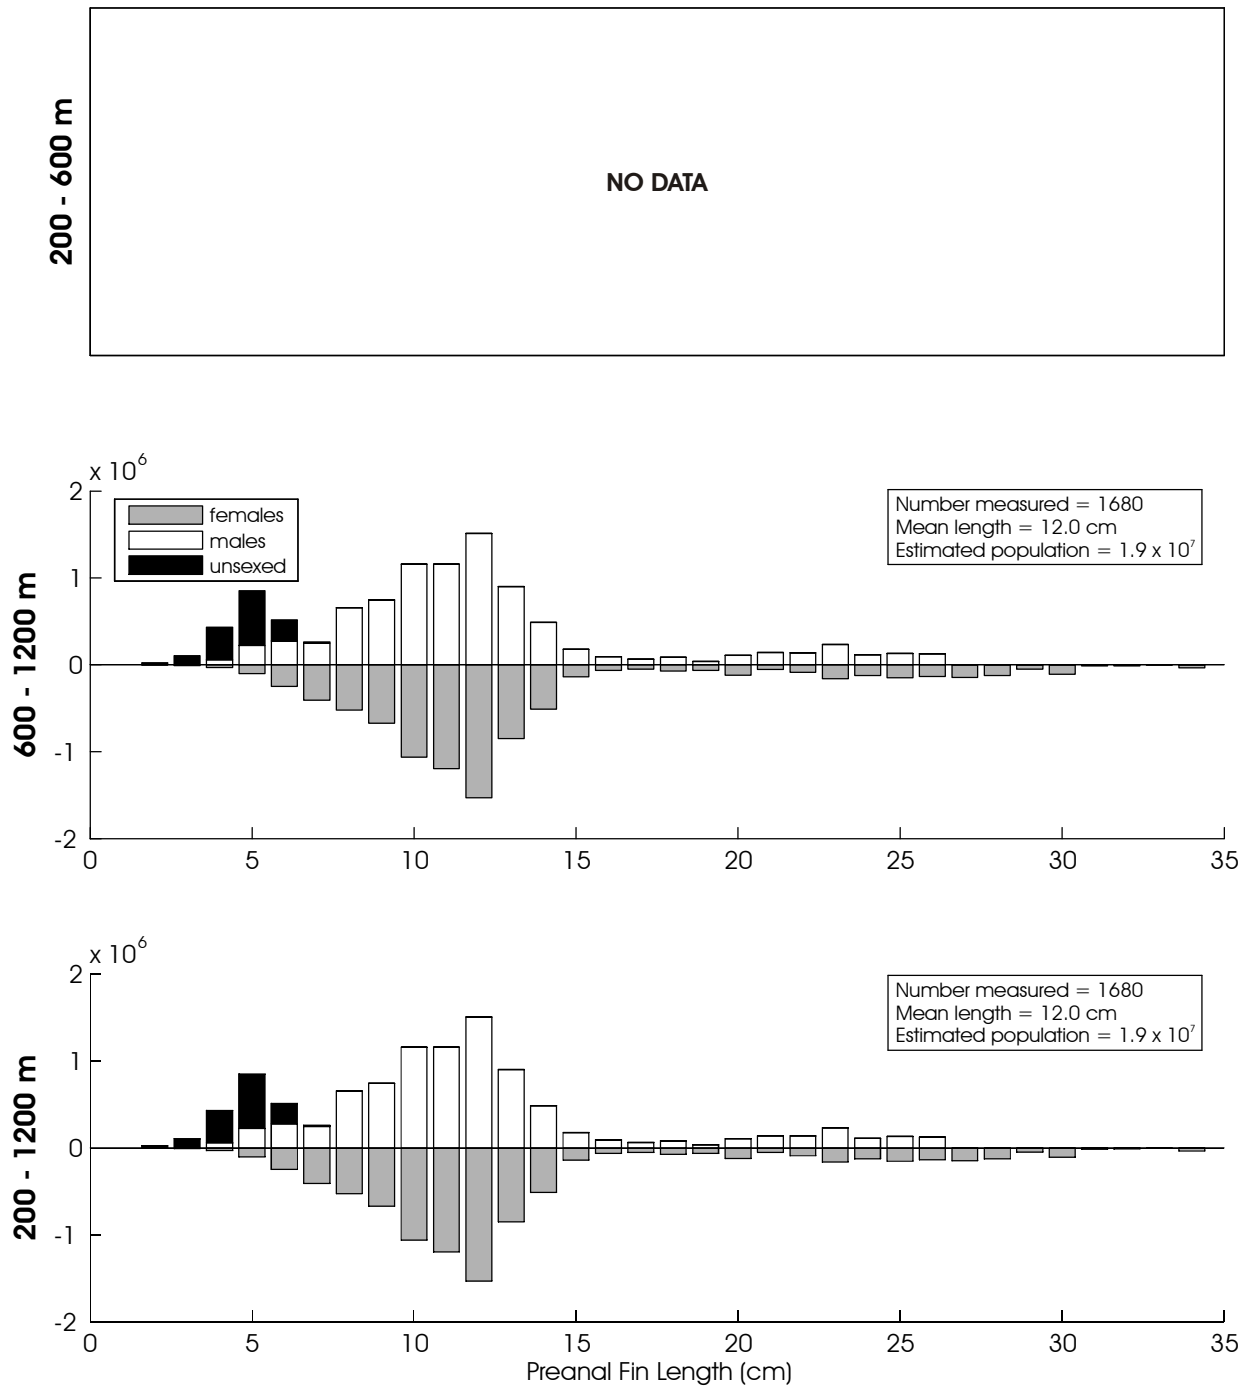 200 - 600 m
NO DATA
x 10^6
600 - 1200 m
2
1
0
-1
-2
females
males
unsexed
Number measured = 1680
Mean length = 12.0 cm
Estimated population = 1.9 x 10^7
0 5 10 15 20 25 30 35
x 10^6
200 - 1200 m
2
1
0
-1
-2
Number measured = 1680
Mean length = 12.0 cm
Estimated population = 1.9 x 10^7
0 5 10 15 20 25 30 35
Preanal Fin Length (cm)